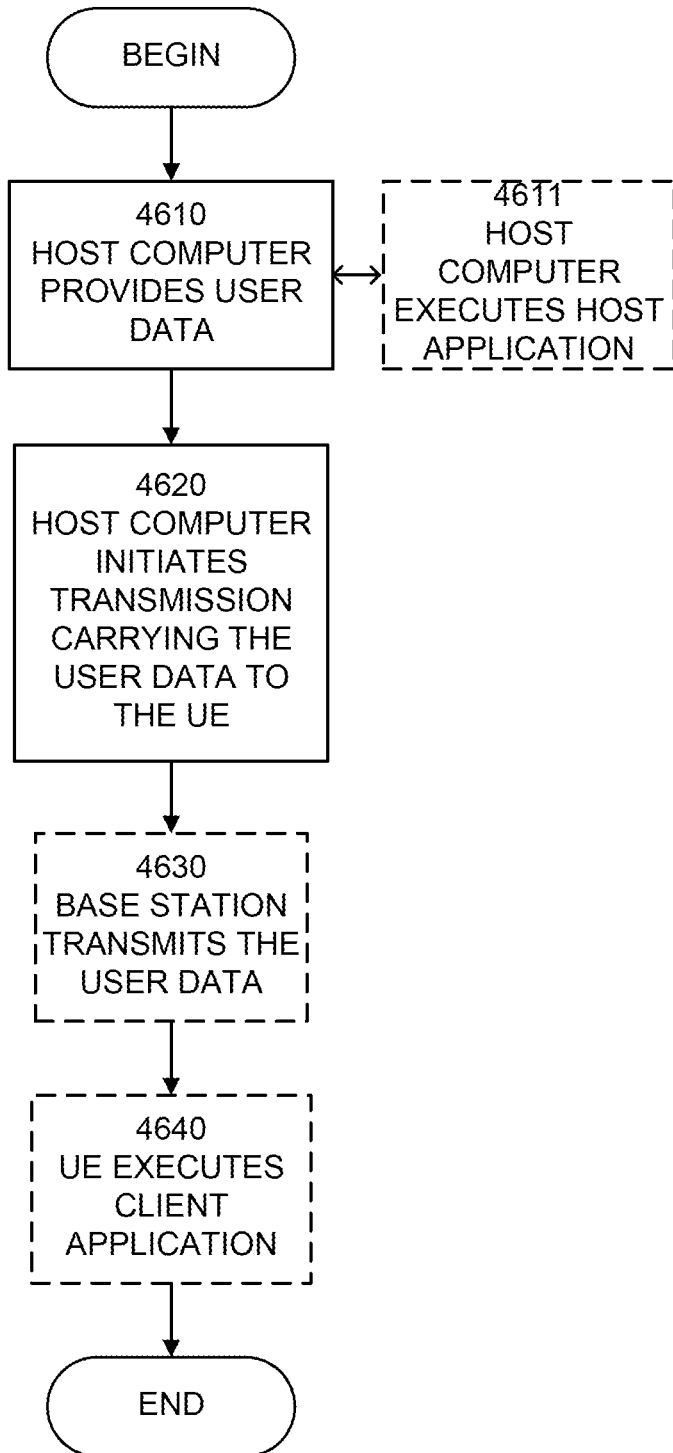 BEGIN
4610
HOST COMPUTER
PROVIDES USER
DATA
4611
HOST
COMPUTER
EXECUTES HOST
APPLICATION
4620
HOST COMPUTER
INITIATES
TRANSMISSION
CARRYING THE
USER DATA TO
THE UE
4630
BASE STATION
TRANSMITS THE
USER DATA
4640
UE EXECUTES
CLIENT
APPLICATION
END